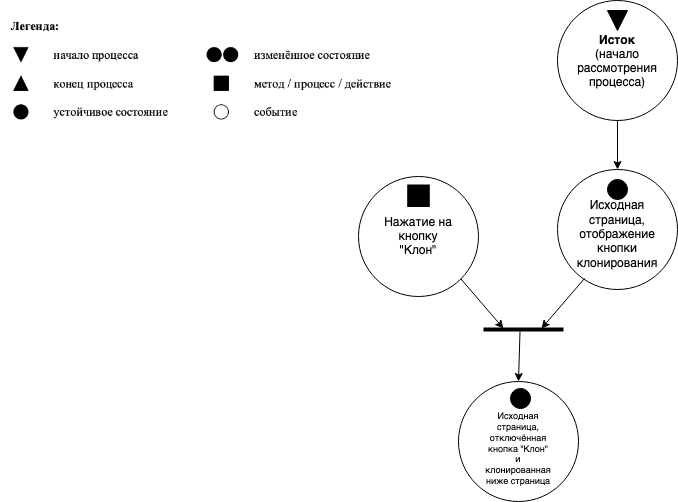 Легенда:
начало процесса
изменённое состояние
конец процесса
метод / процесс / действие
устойчивое состояние
событие
Исток
(начало
рассмотрения
процесса)
Нажатие на
кнопку
"Клон"
Исходная
страница,
отображение
кнопки
клонирования
Исходная
страница,
отключённая
кнопка "Клон"
и
клонированная
ниже страница